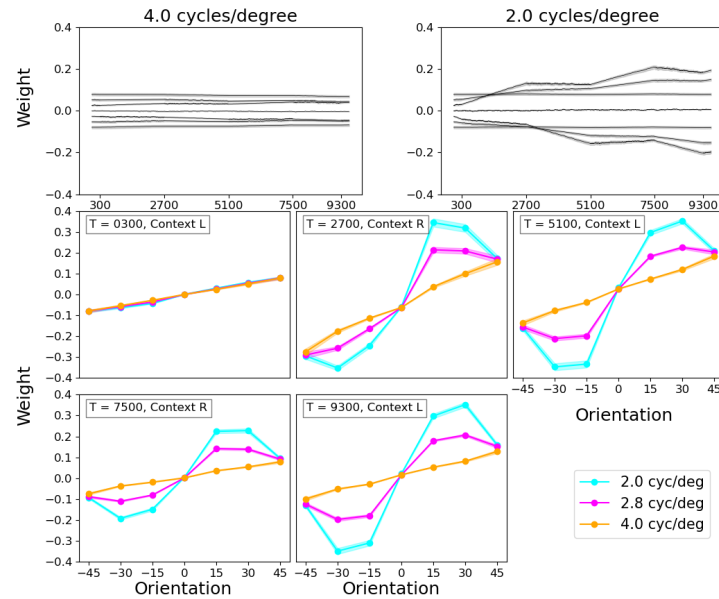 4.0 cycles/degree 2.0 cycles/degree
Weight
0.4
0.2
0.0
−0.2
−0.4
300 2700 5100 7500 9300
0.4
0.2
0.0
−0.2
−0.4
300 2700 5100 7500 9300
Weight
T = 0300, Context L
0.4
0.3
0.2
0.1
0.0
−0.1
−0.2
−0.3
−0.4
T = 2700, Context R
T = 5100, Context L
−45 −30 −15 0 15 30 45
Orientation
T = 7500, Context R
0.4
0.3
0.2
0.1
0.0
−0.1
−0.2
−0.3
−0.4
−45 −30 −15 0 15 30 45
Orientation
T = 9300, Context L
−45 −30 −15 0 15 30 45
Orientation
2.0 cyc/deg
2.8 cyc/deg
4.0 cyc/deg